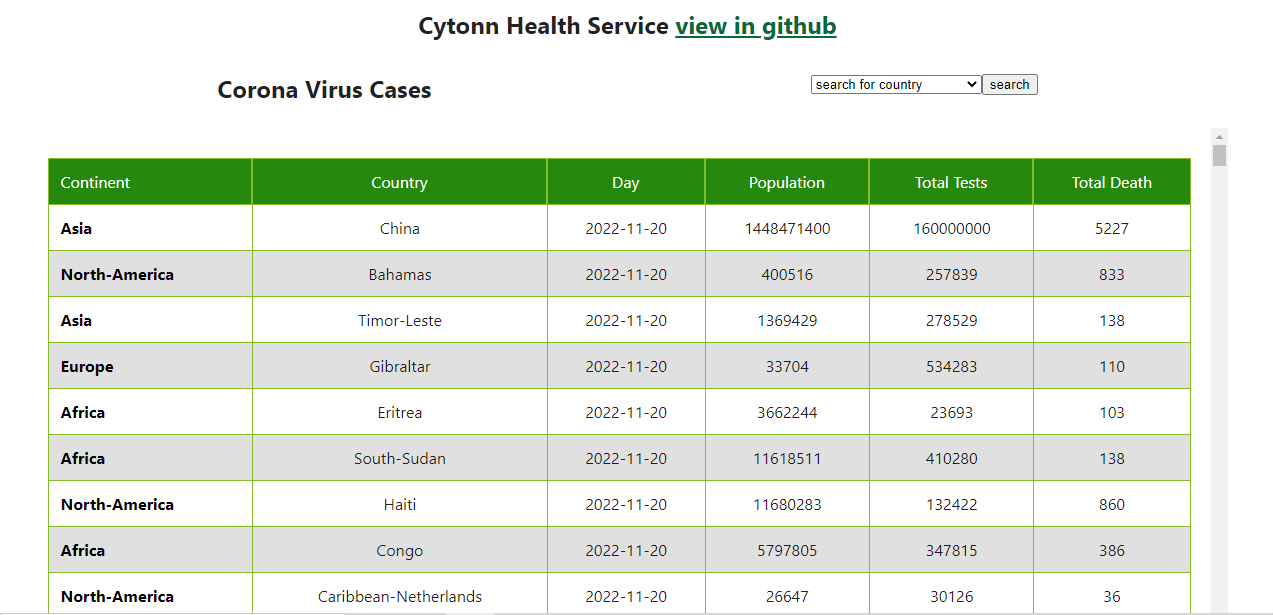 Cytonn Health Service view in github
Corona Virus Cases
search for country search
Continent Country Day Population Total Tests Total Death
Asia China 2022-11-20 1448471400 160000000 5227
North-America Bahamas 2022-11-20 400516 257839 833
Asia Timor-Leste 2022-11-20 1369429 278529 138
Europe Gibraltar 2022-11-20 33704 534283 110
Africa Eritrea 2022-11-20 3662244 23693 103
Africa South-Sudan 2022-11-20 11618511 410280 138
North-America Haiti 2022-11-20 11680283 132422 860
Africa Congo 2022-11-20 5797805 347815 386
North-America Caribbean-Netherlands 2022-11-20 26647 30126 36